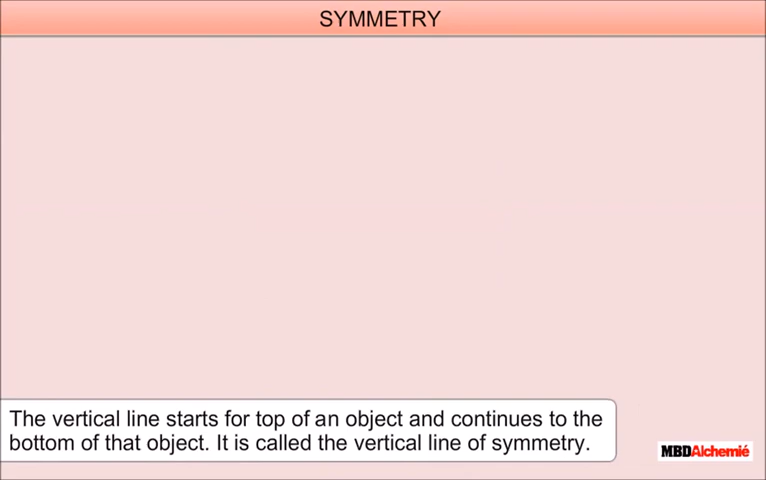 SYMMETRY
The vertical line starts for top of an object and continues to the
bottom of that object. It is called the vertical line of symmetry.
MBDAlchemié